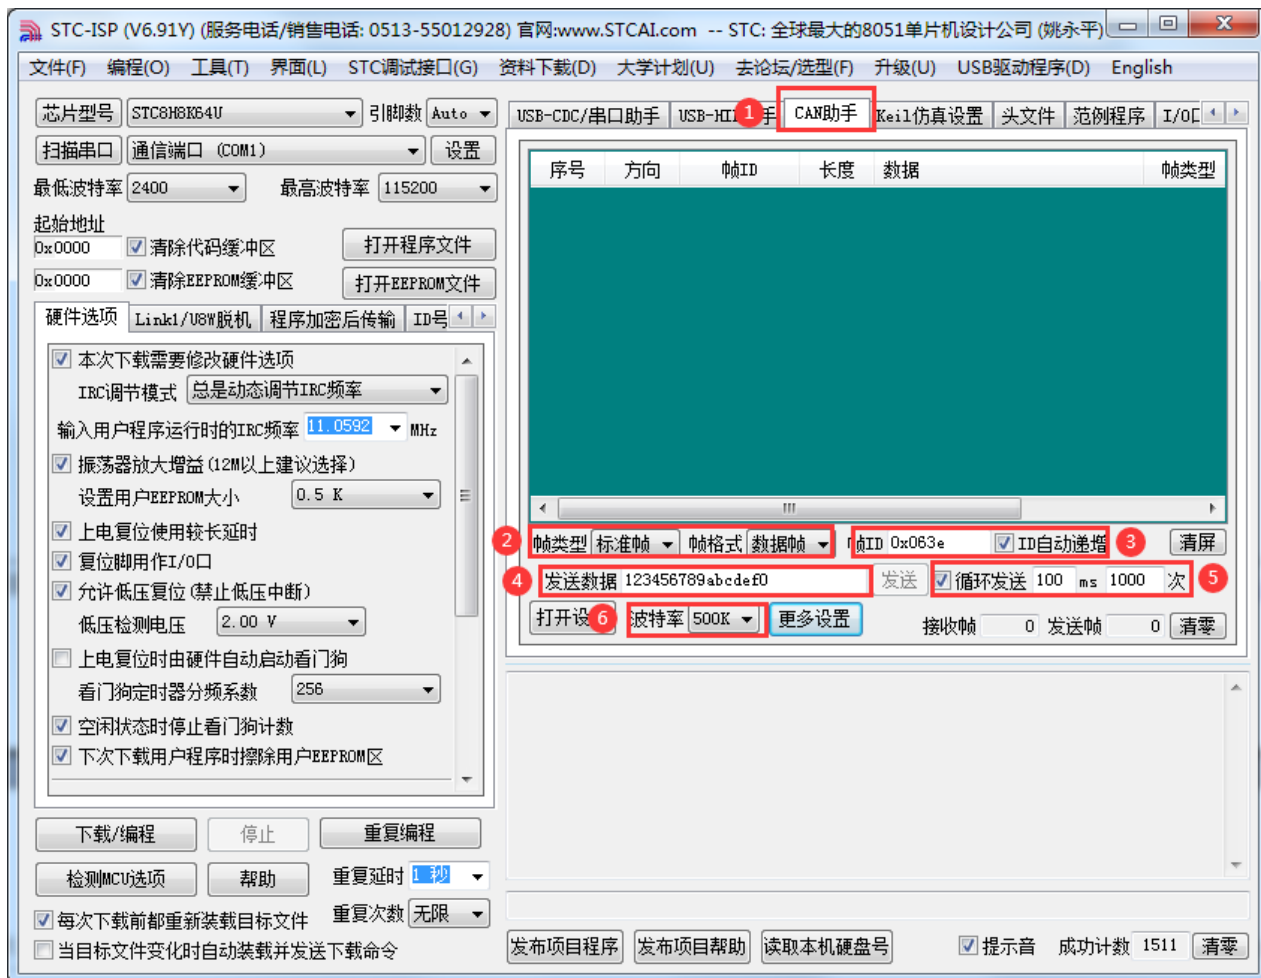 STC-ISP (V6.91Y) (服务电话/销售电话: 0513-55012928) 官网:www.STCAI.com -- STC: 全球最大的8051单片机设计公司 (姚永平)
文件(F) 编程(O) 工具(T) 界面(L) STC调试接口(G) 资料下载(D) 大学计划(U) 去论坛/选型(F) 升级(U) USB驱动程序(D) English
芯片型号 STC8H8K64U 引脚数 Auto
扫描串口 通信端口 (COM1) 设置
最低波特率 2400 最高波特率 115200
起始地址
0x0000 清除代码缓冲区 打开程序文件
0x0000 清除EEPROM缓冲区 打开EEPROM文件
硬件选项 Link1/U8W脱机 程序加密后传输 ID号
本次下载需要修改硬件选项
IRC调节模式 总是动态调节IRC频率
输入用户程序运行时的IRC频率 11.0592 MHz
振荡器放大增益(12M以上建议选择)
设置用户EEPROM大小 0.5 K
上电复位使用较长延时
复位脚用作I/O口
允许低压复位(禁止低压中断)
低压检测电压 2.00 V
上电复位时由硬件自动启动看门狗
看门狗定时器分频系数 256
空闲状态时停止看门狗计数
下次下载用户程序时擦除用户EEPROM区
下载/编程 停止 重复编程
检测MCU选项 帮助 重复延时 1 秒
每次下载前都重新装载目标文件 重复次数 无限
当目标文件变化时自动装载并发送下载命令
USB-CDC/串口助手 USB-HI 1 手 CAN助手 Keil仿真设置 头文件 范例程序 I/O
序号 方向 帧ID 长度 数据 帧类型
2 帧类型 标准帧 帧格式 数据帧 帧ID 0x063e ID自动递增 3 清屏
4 发送数据 123456789abcdef0 发送 循环发送 100 ms 1000 次 5
打开设 6 波特率 500K 更多设置 接收帧 0 发送帧 0 清零
发布项目程序 发布项目帮助 读取本机硬盘号 提示音 成功计数 1511 清零